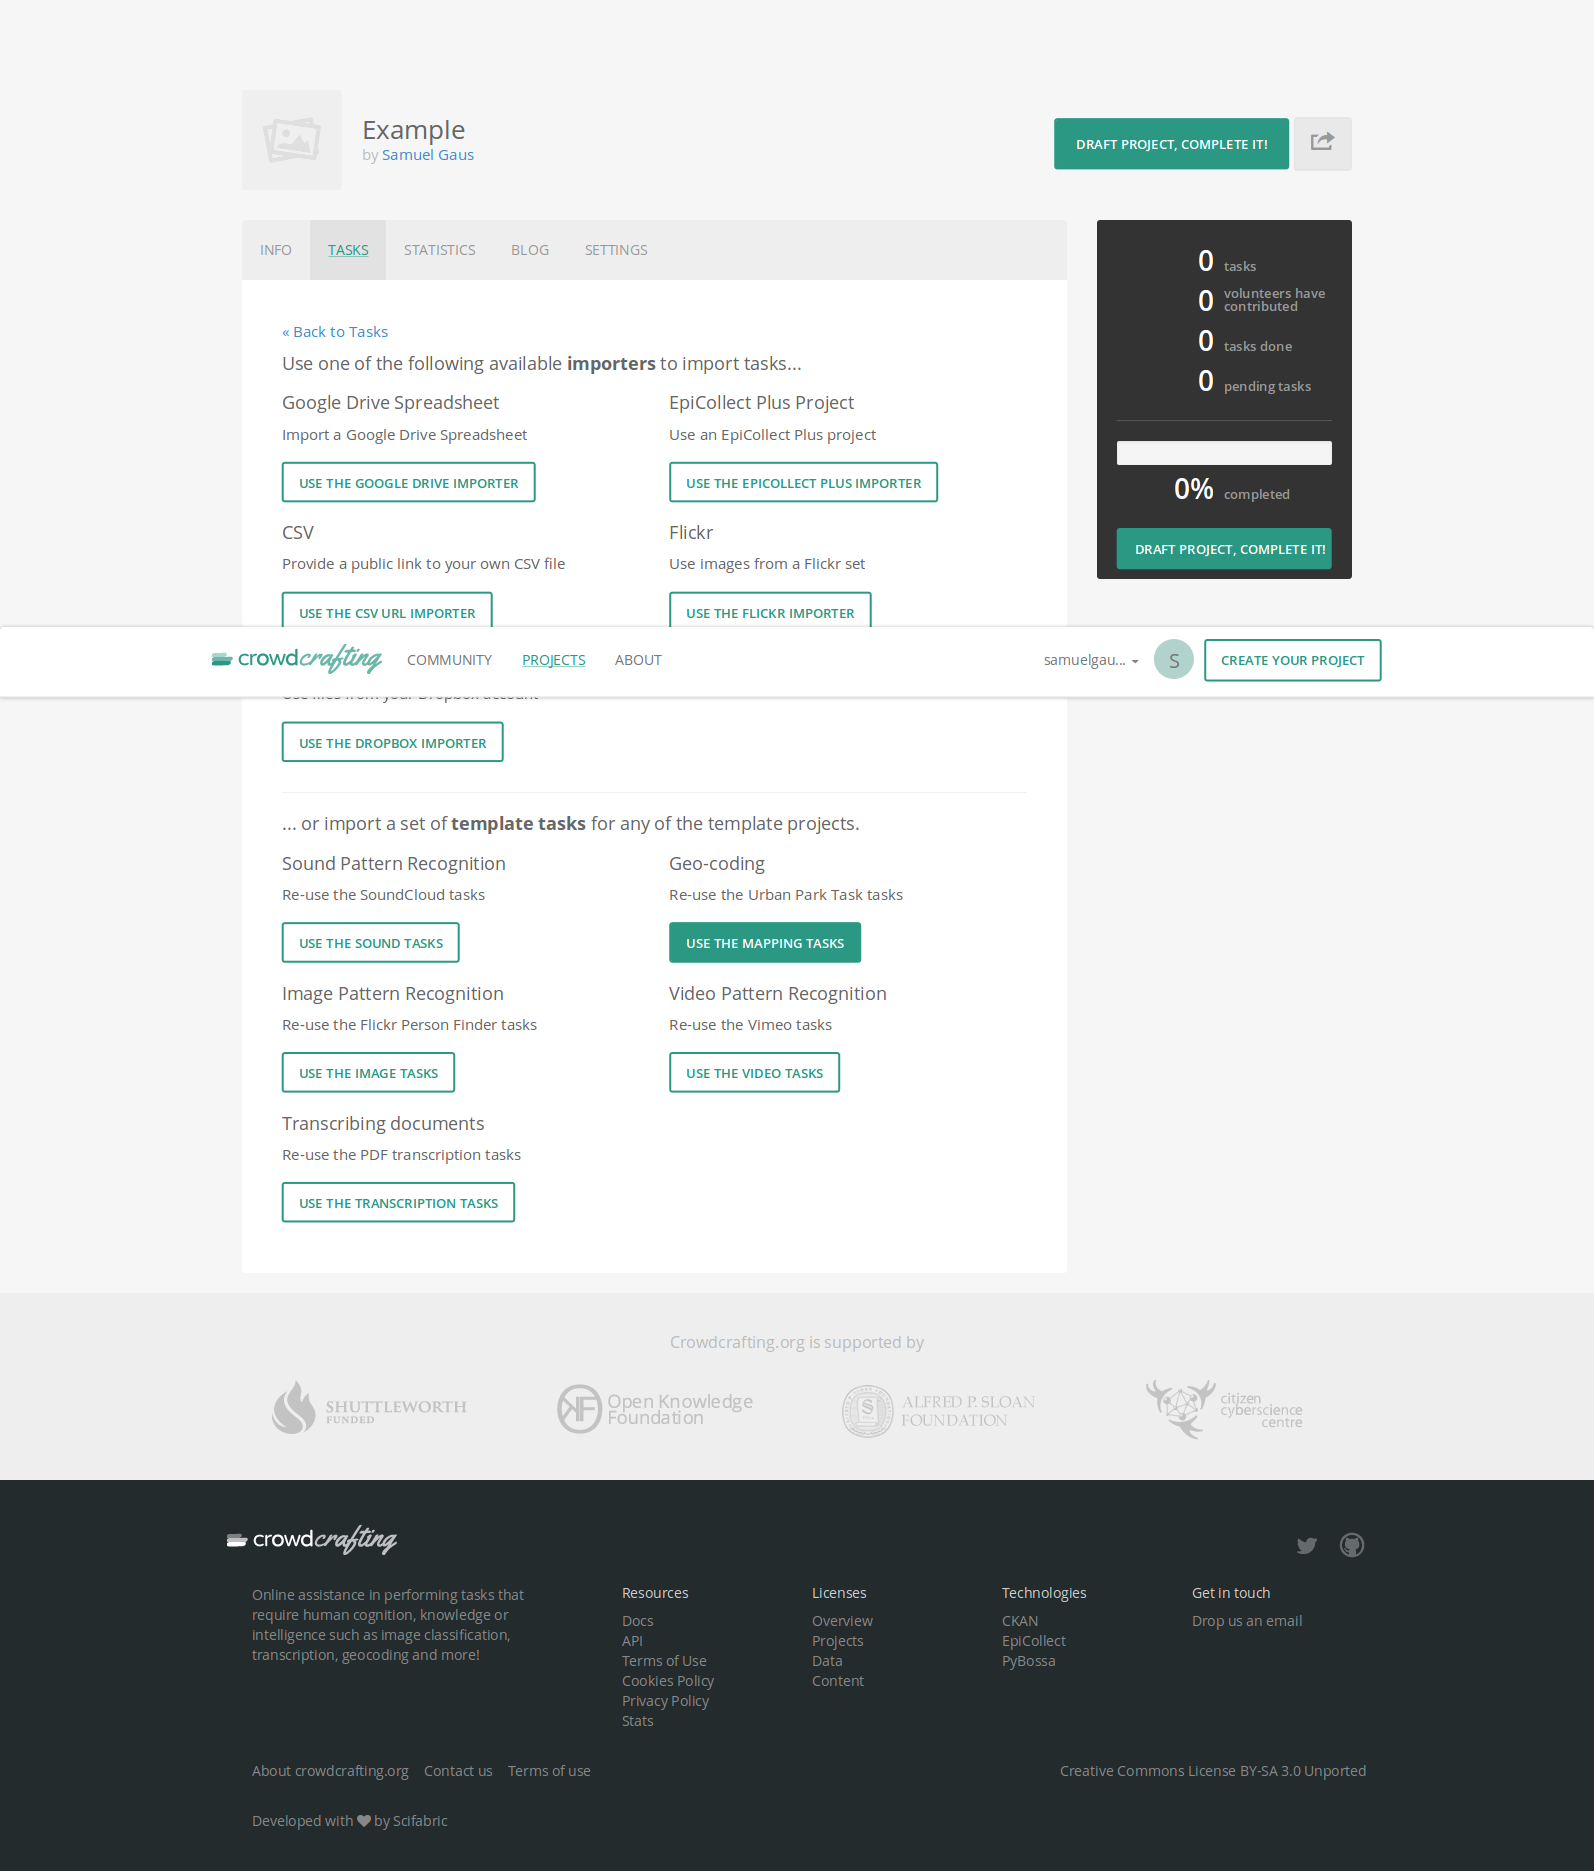 Example
by Samuel Gaus
DRAFT PROJECT, COMPLETE IT!
INFO TASKS STATISTICS BLOG SETTINGS
0 tasks
0 volunteers have contributed
0 tasks done
0 pending tasks
0% completed
DRAFT PROJECT, COMPLETE IT!
« Back to Tasks
Use one of the following available importers to import tasks...
Google Drive Spreadsheet
Import a Google Drive Spreadsheet
USE THE GOOGLE DRIVE IMPORTER
EpiCollect Plus Project
Use an EpiCollect Plus project
USE THE EPICOLLECT PLUS IMPORTER
CSV
Provide a public link to your own CSV file
USE THE CSV URL IMPORTER
Flickr
Use images from a Flickr set
USE THE FLICKR IMPORTER
crowdcrafting COMMUNITY PROJECTS ABOUT samuelgau... S CREATE YOUR PROJECT
Use files from your Dropbox account
USE THE DROPBOX IMPORTER
... or import a set of template tasks for any of the template projects.
Sound Pattern Recognition
Re-use the SoundCloud tasks
USE THE SOUND TASKS
Geo-coding
Re-use the Urban Park Task tasks
USE THE MAPPING TASKS
Image Pattern Recognition
Re-use the Flickr Person Finder tasks
USE THE IMAGE TASKS
Video Pattern Recognition
Re-use the Vimeo tasks
USE THE VIDEO TASKS
Transcribing documents
Re-use the PDF transcription tasks
USE THE TRANSCRIPTION TASKS
Crowdcrafting.org is supported by
SHUTTLEWORTH
FUNDED
Open Knowledge
Foundation
ALFRED P. SLOAN
FOUNDATION
citizen
cyberscience
centre
crowdcrafting
Online assistance in performing tasks that
require human cognition, knowledge or
intelligence such as image classification,
transcription, geocoding and more!
Resources
Docs
API
Terms of Use
Cookies Policy
Privacy Policy
Stats
Licenses
Overview
Projects
Data
Content
Technologies
CKAN
EpiCollect
PyBossa
Get in touch
Drop us an email
About crowdcrafting.org Contact us Terms of use
Creative Commons License BY-SA 3.0 Unported
Developed with by Scifabric